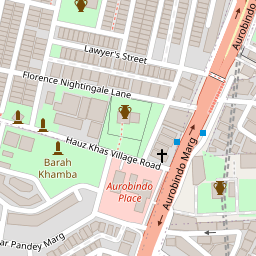 Lawyer's Street
Aurobindo
Florence Nightingale Lane
Hauz Khas Village Road
Barah
Khamba
Aurobindo
Place
Aurobindo Marg
ar Pandey Marg